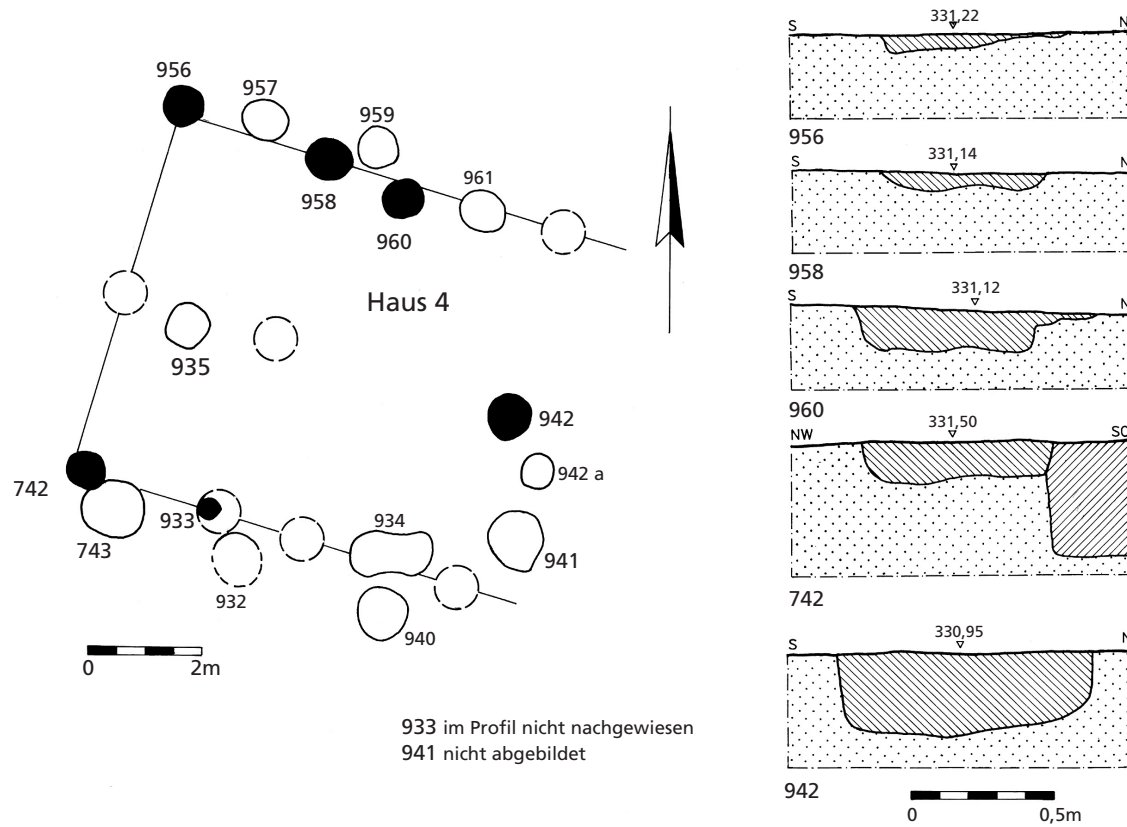 956
957
959
958
960
961
Haus 4
935
942
942 a
742
743
933
932
934
941
940
0 2m
933 im Profil nicht nachgewiesen
941 nicht abgebildet
S 331,22 N
956
S 331,14 N
958
S 331,12 N
960
NW 331,50 SO
742
S 330,95 N
942
0 0,5m